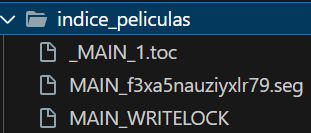 indice_peliculas
_MAIN_1.toc
MAIN_f3xa5nauziyxlr79.seg
MAIN_WRITELOCK